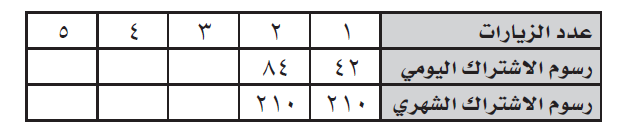 عدد الزيارات ١ ٢ ٣ ٤ ٥
رسوم الاشتراك اليومي ٤٢ ٨٤
رسوم الاشتراك الشهري ٢١٠ ٢١٠